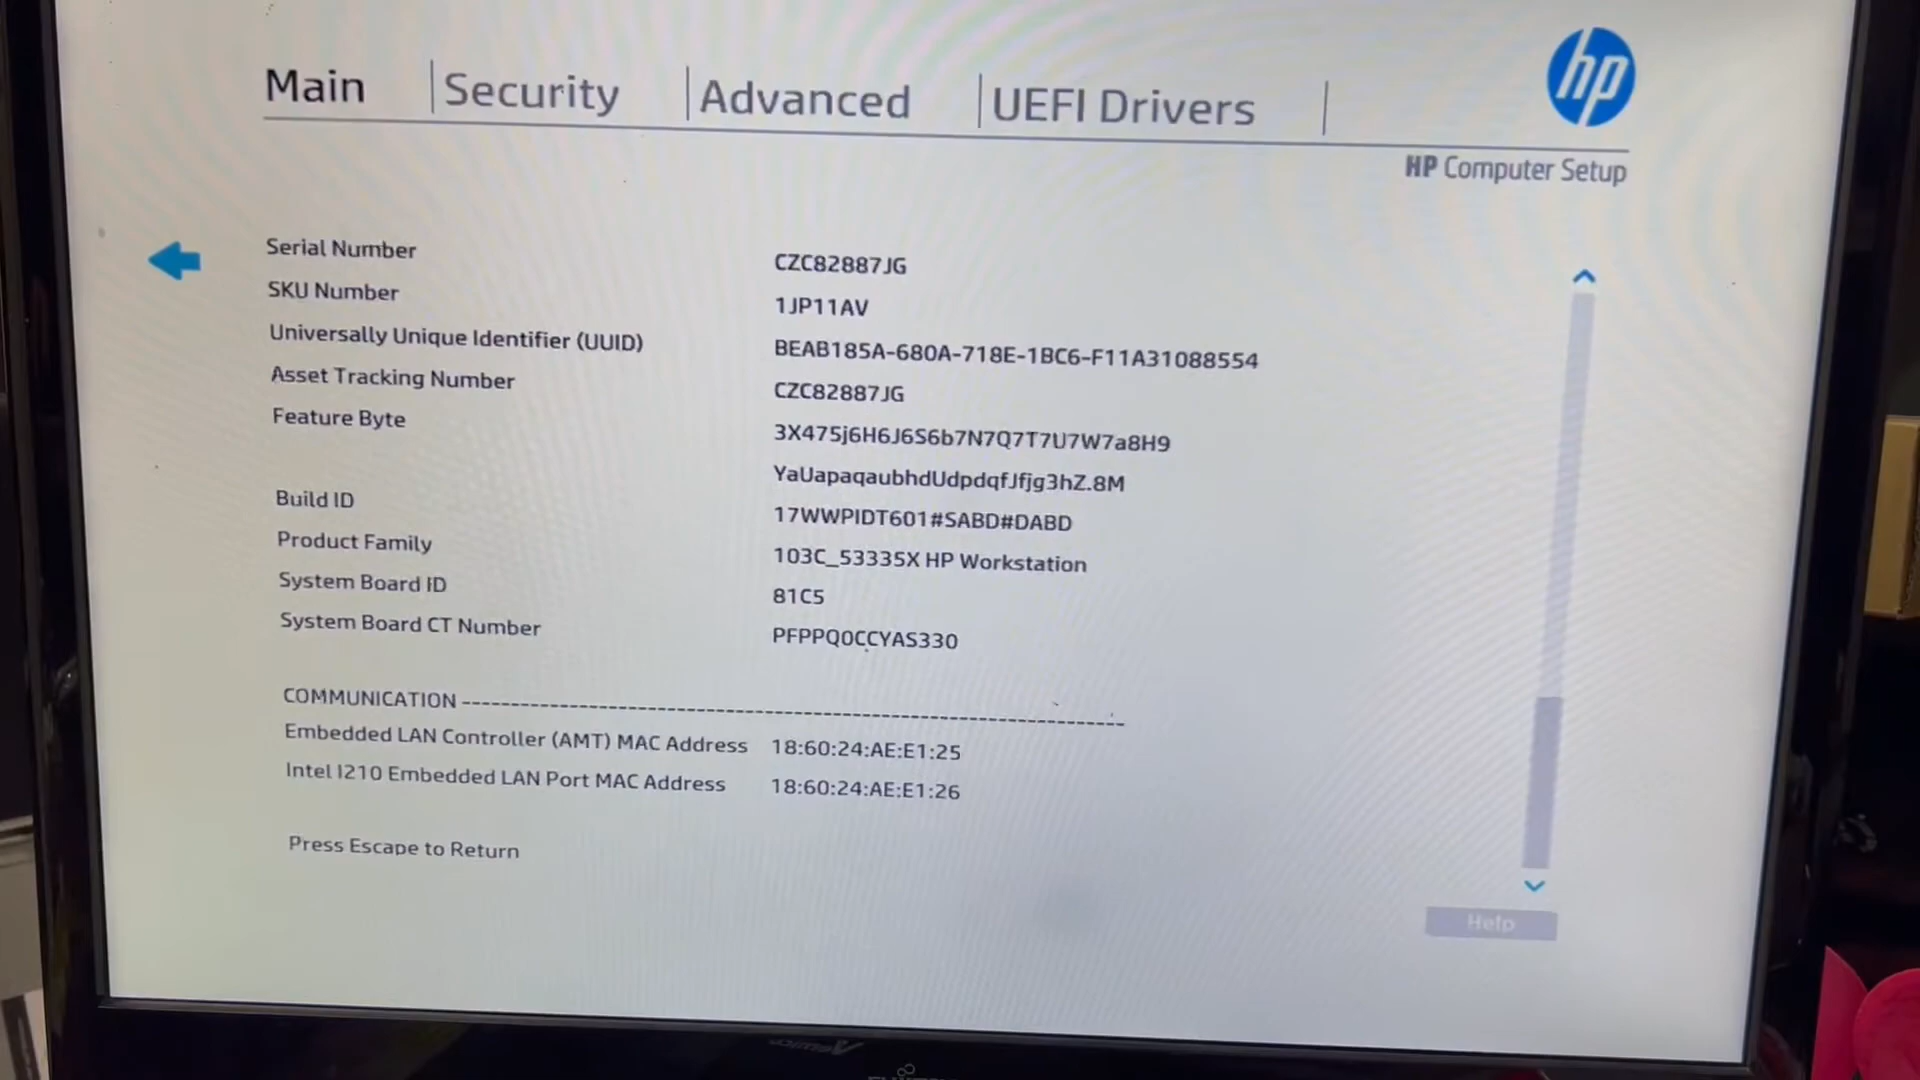 Main
Security
Advanced
UEFI Drivers
hp
HP Computer Setup
Serial Number CZC82887JG
SKU Number 1JP11AV
Universally Unique Identifier (UUID) BEAB185A-680A-718E-1BC6-F11A31088554
Asset Tracking Number CZC82887JG
Feature Byte 3X475j6H6J6S6b7N7Q7T7U7W7a8H9
YaUapaqaubhdUdpdqfJfjg3hZ.8M
Build ID 17WWPIDT601#SABD#DABD
Product Family 103C_53335X HP Workstation
System Board ID 81C5
System Board CT Number PFPPQ0CCYAS330
COMMUNICATION ------------------------------------------------------------
Embedded LAN Controller (AMT) MAC Address 18:60:24:AE:E1:25
Intel I210 Embedded LAN Port MAC Address 18:60:24:AE:E1:26
Press Escape to Return
Help